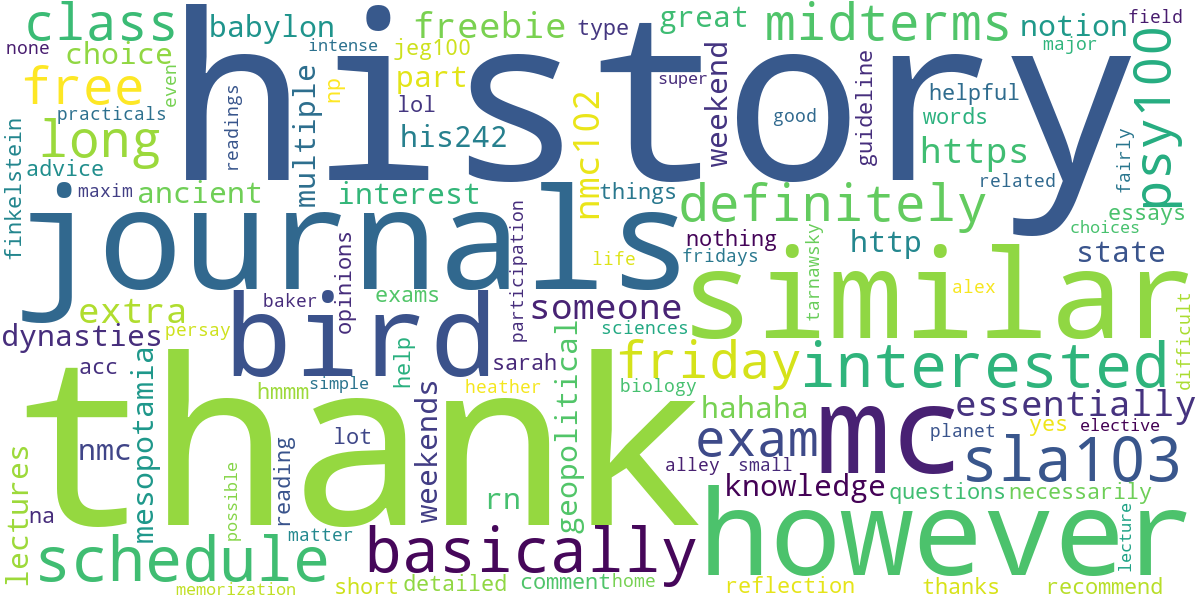 history
thank
journals
similar
however
bird
mc
basically
schedule
interested
definitely
sla103
class
free
long
midterms
psy100
friday
exam
essentially
someone
babylon
freebie
great
notion
field
none
choice
intense
jeg100
type
major
even
part
np
super
weekend
guideline
helpful
practicals
readings
multiple
lol
his242
nmc102
good
words
https
fairly
finkelstein
advice
maxim
ancient
interest
things
related
essays
choices
nothing
http
state
fridays
life
tarnawsky
alex
opinions
participation
baker
exams
extra
persay
dynasties
sciences
geopolitical
difficult
acc
mesopotamia
hmmm
simple
help
sarah
heather
biology
hahaha
planet
yes
elective
nmc
lot
weekends
reading
possible
alley
small
knowledge
questions
necessarily
lectures
na
rn
matter
lecture
memorization
short
detailed
comment
home
reflection
thanks
recommend